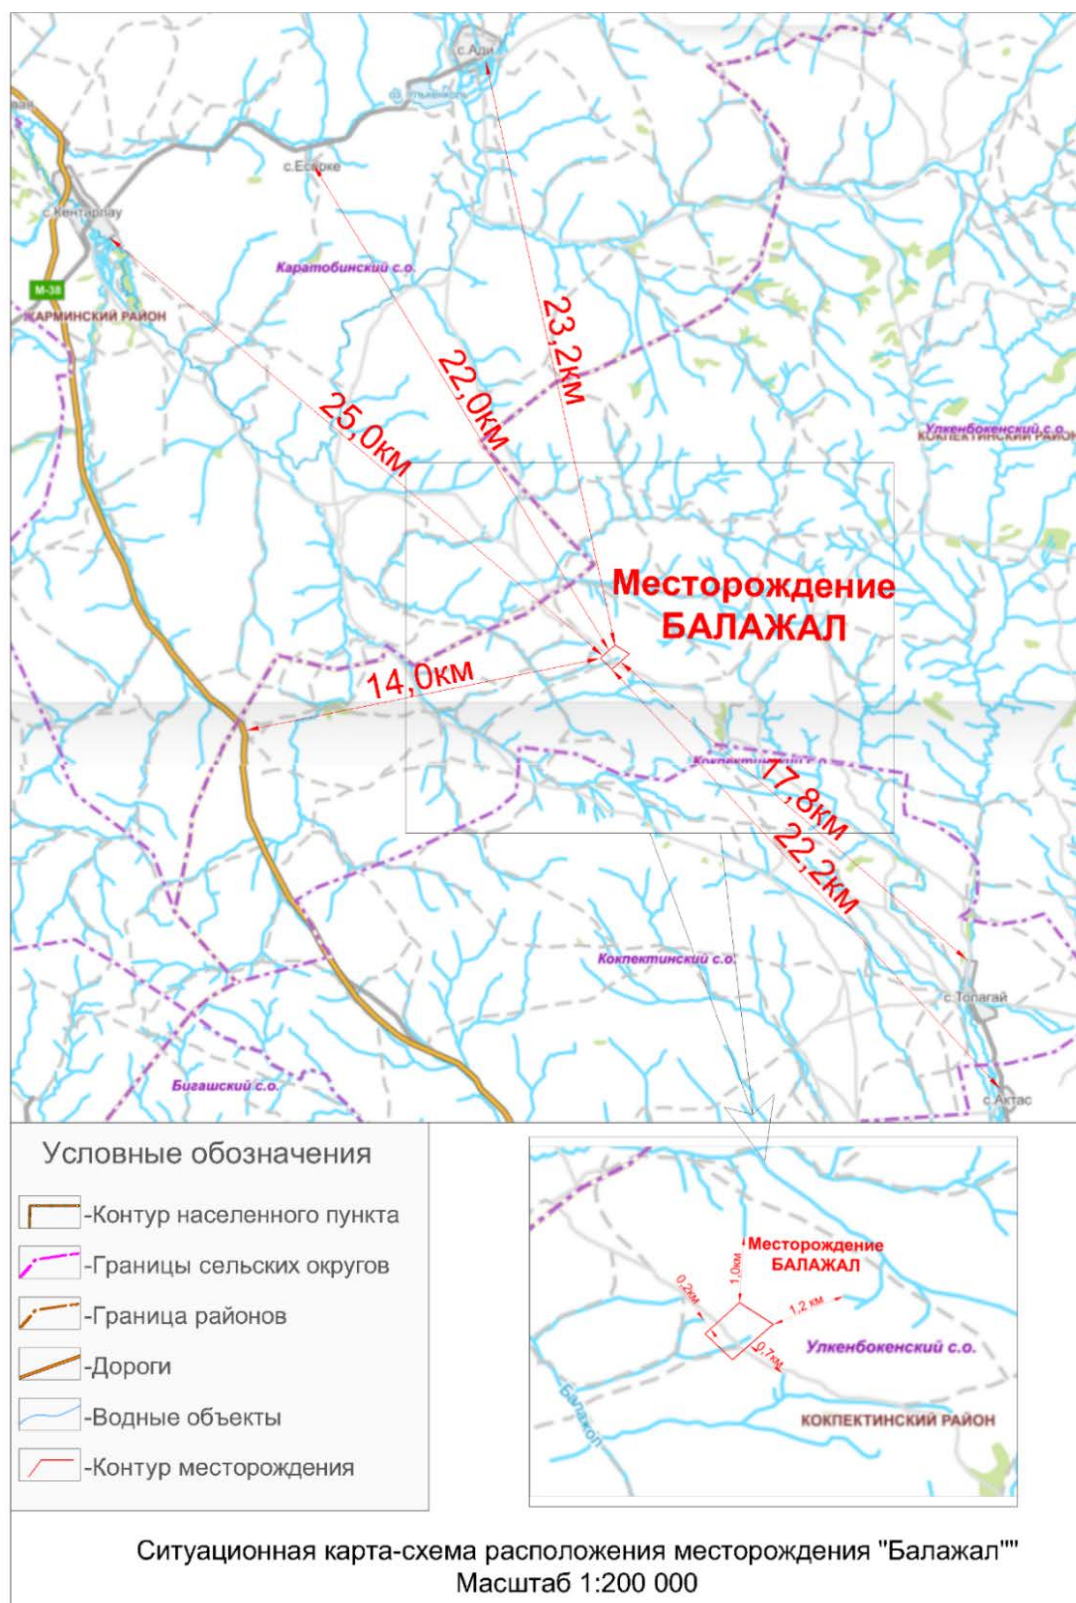 с.Ади
с.Кентарлау
Каратобинский с.о.
М-38
ЖАРМИНСКИЙ РАЙОН
23,2км
22,0км
25,0км
Улкенбокенский с.о.
КОКПЕКТИНСКИЙ РАЙОН
Месторождение
БАЛАЖАЛ
14,0км
Кокпектинский с.о.
17,8км
22,2км
Кокпектинский с.о.
с.Топагай
Бигашский с.о.
с.Актас
Условные обозначения
-Контур населенного пункта
-Границы сельских округов
-Граница районов
-Дороги
-Водные объекты
-Контур месторождения
Месторождение
БАЛАЖАЛ
1,0км
0,2км
1,2 км
0,7км
Улкенбокенский с.о.
Балажол
КОКПЕКТИНСКИЙ РАЙОН
Ситуационная карта-схема расположения месторождения "Балажал""
Масштаб 1:200 000